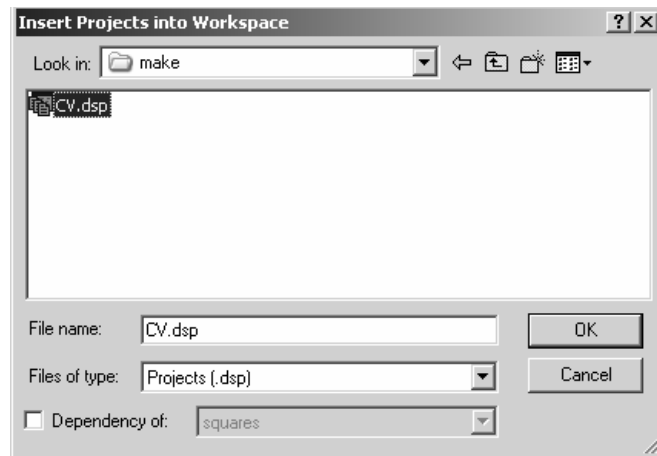 Insert Projects into Workspace
Look in: make
CV.dsp
File name: CV.dsp OK
Files of type: Projects (.dsp) Cancel
Dependency of: squares